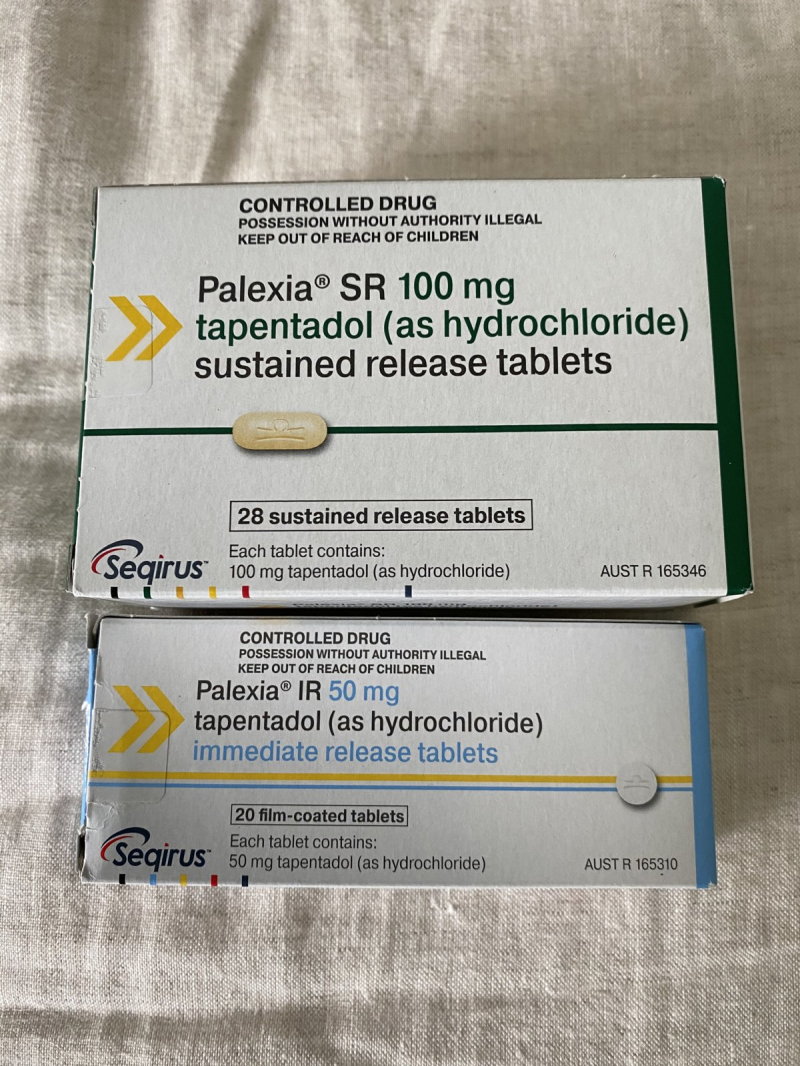 CONTROLLED DRUG
POSSESSION WITHOUT AUTHORITY ILLEGAL
KEEP OUT OF REACH OF CHILDREN
Palexia® SR 100 mg
tapentadol (as hydrochloride)
sustained release tablets
28 sustained release tablets
Seqirus™
Each tablet contains:
100 mg tapentadol (as hydrochloride)
AUST R 165346
CONTROLLED DRUG
POSSESSION WITHOUT AUTHORITY ILLEGAL
KEEP OUT OF REACH OF CHILDREN
Palexia® IR 50 mg
tapentadol (as hydrochloride)
immediate release tablets
20 film-coated tablets
Seqirus™
Each tablet contains:
50 mg tapentadol (as hydrochloride)
AUST R 165310